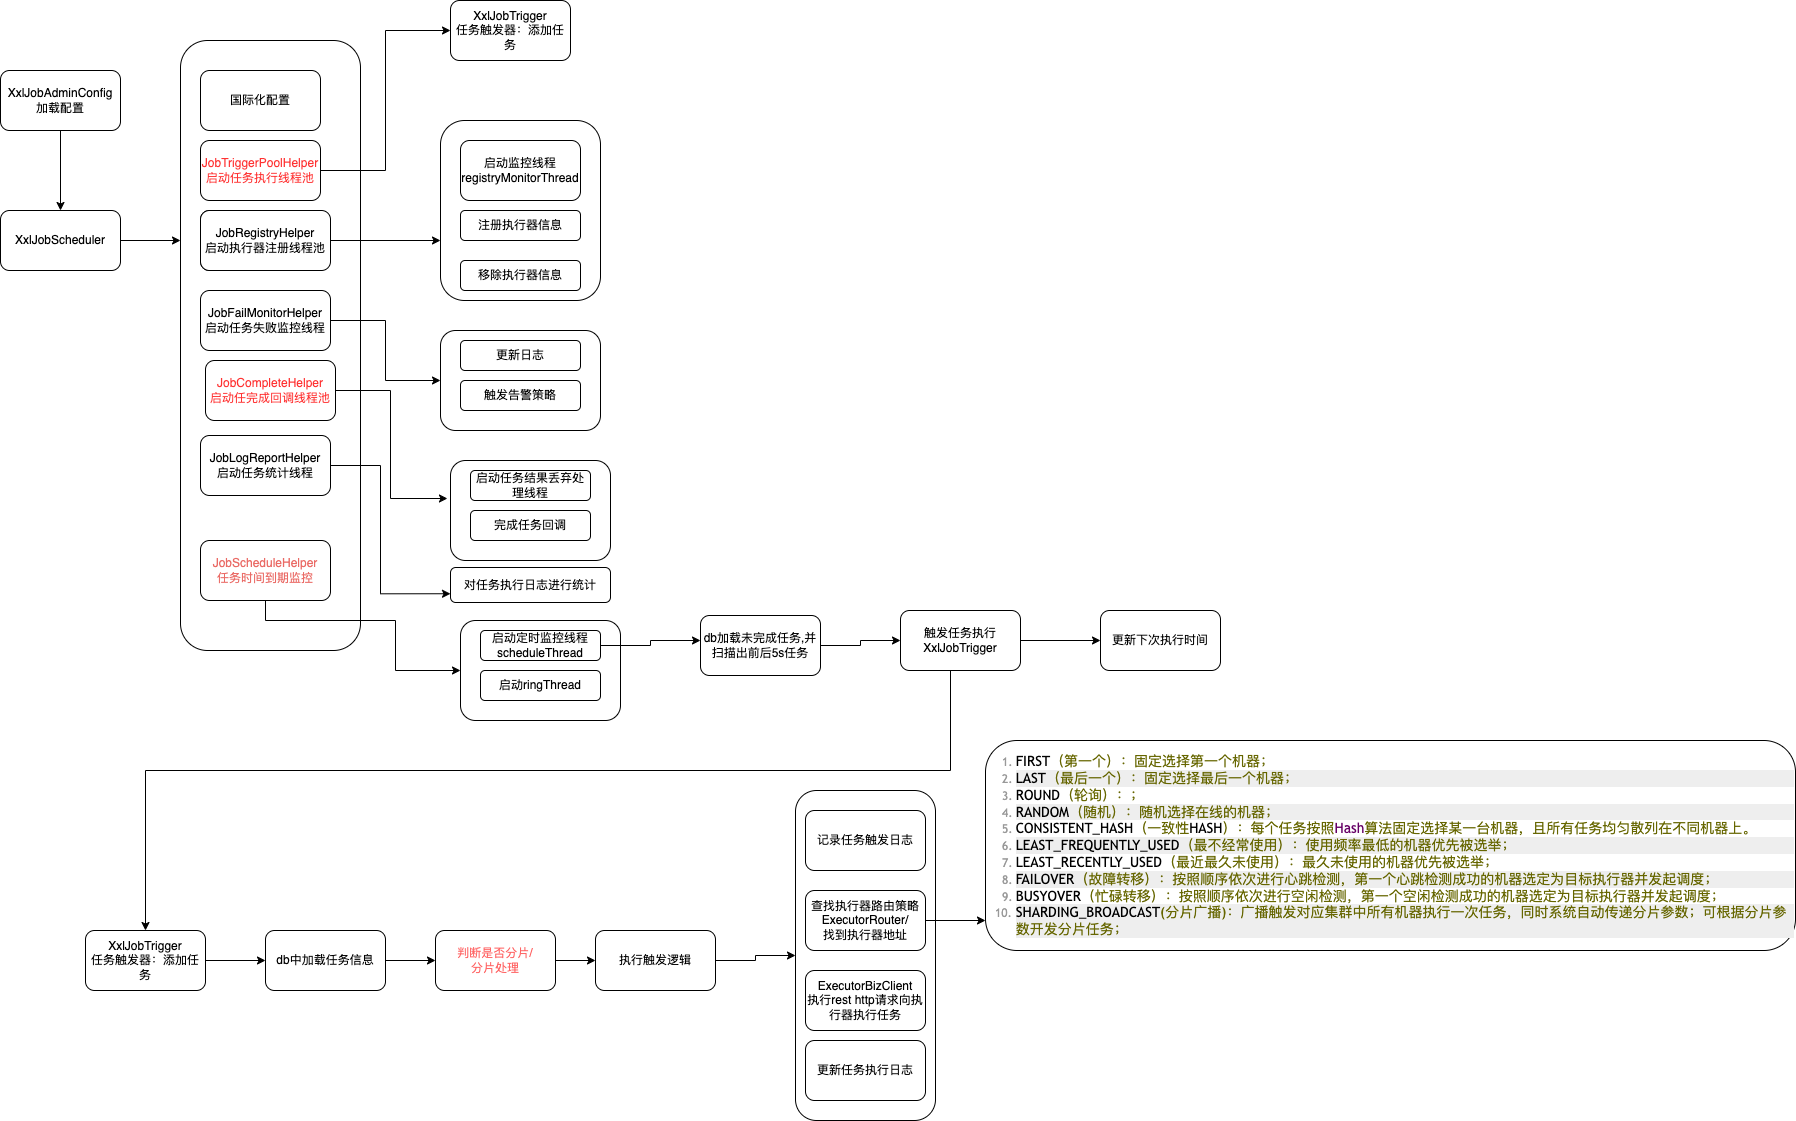 XxlJobAdminConfig
加载配置
XxlJobScheduler
国际化配置
JobTriggerPoolHelper
启动任务执行线程池
JobRegistryHelper
启动执行器注册线程池
JobFailMonitorHelper
启动任务失败监控线程
JobCompleteHelper
启动任完成回调线程池
JobLogReportHelper
启动任务统计线程
JobScheduleHelper
任务时间到期监控
XxlJobTrigger
任务触发器：添加任
务
启动监控线程
registryMonitorThread
注册执行器信息
移除执行器信息
更新日志
触发告警策略
启动任务结果丢弃处
理线程
完成任务回调
对任务执行日志进行统计
启动定时监控线程
scheduleThread
启动ringThread
db加载未完成任务,并
扫描出前后5s任务
触发任务执行
XxlJobTrigger
更新下次执行时间
XxlJobTrigger
任务触发器：添加任
务
db中加载任务信息
判断是否分片/
分片处理
执行触发逻辑
记录任务触发日志
查找执行器路由策略
ExecutorRouter/
找到执行器地址
ExecutorBizClient
执行rest http请求向执
行器执行任务
更新任务执行日志
1. FIRST（第一个）：固定选择第一个机器；
2. LAST（最后一个）：固定选择最后一个机器；
3. ROUND（轮询）：；
4. RANDOM（随机）：随机选择在线的机器；
5. CONSISTENT_HASH（一致性HASH）：每个任务按照Hash算法固定选择某一台机器，且所有任务均匀散列在不同机器上。
6. LEAST_FREQUENTLY_USED（最不经常使用）：使用频率最低的机器优先被选举；
7. LEAST_RECENTLY_USED（最近最久未使用）：最久未使用的机器优先被选举；
8. FAILOVER（故障转移）：按照顺序依次进行心跳检测，第一个心跳检测成功的机器选定为目标执行器并发起调度；
9. BUSYOVER（忙碌转移）：按照顺序依次进行空闲检测，第一个空闲检测成功的机器选定为目标执行器并发起调度；
10. SHARDING_BROADCAST(分片广播)：广播触发对应集群中所有机器执行一次任务，同时系统自动传递分片参数；可根据分片参
数开发分片任务；